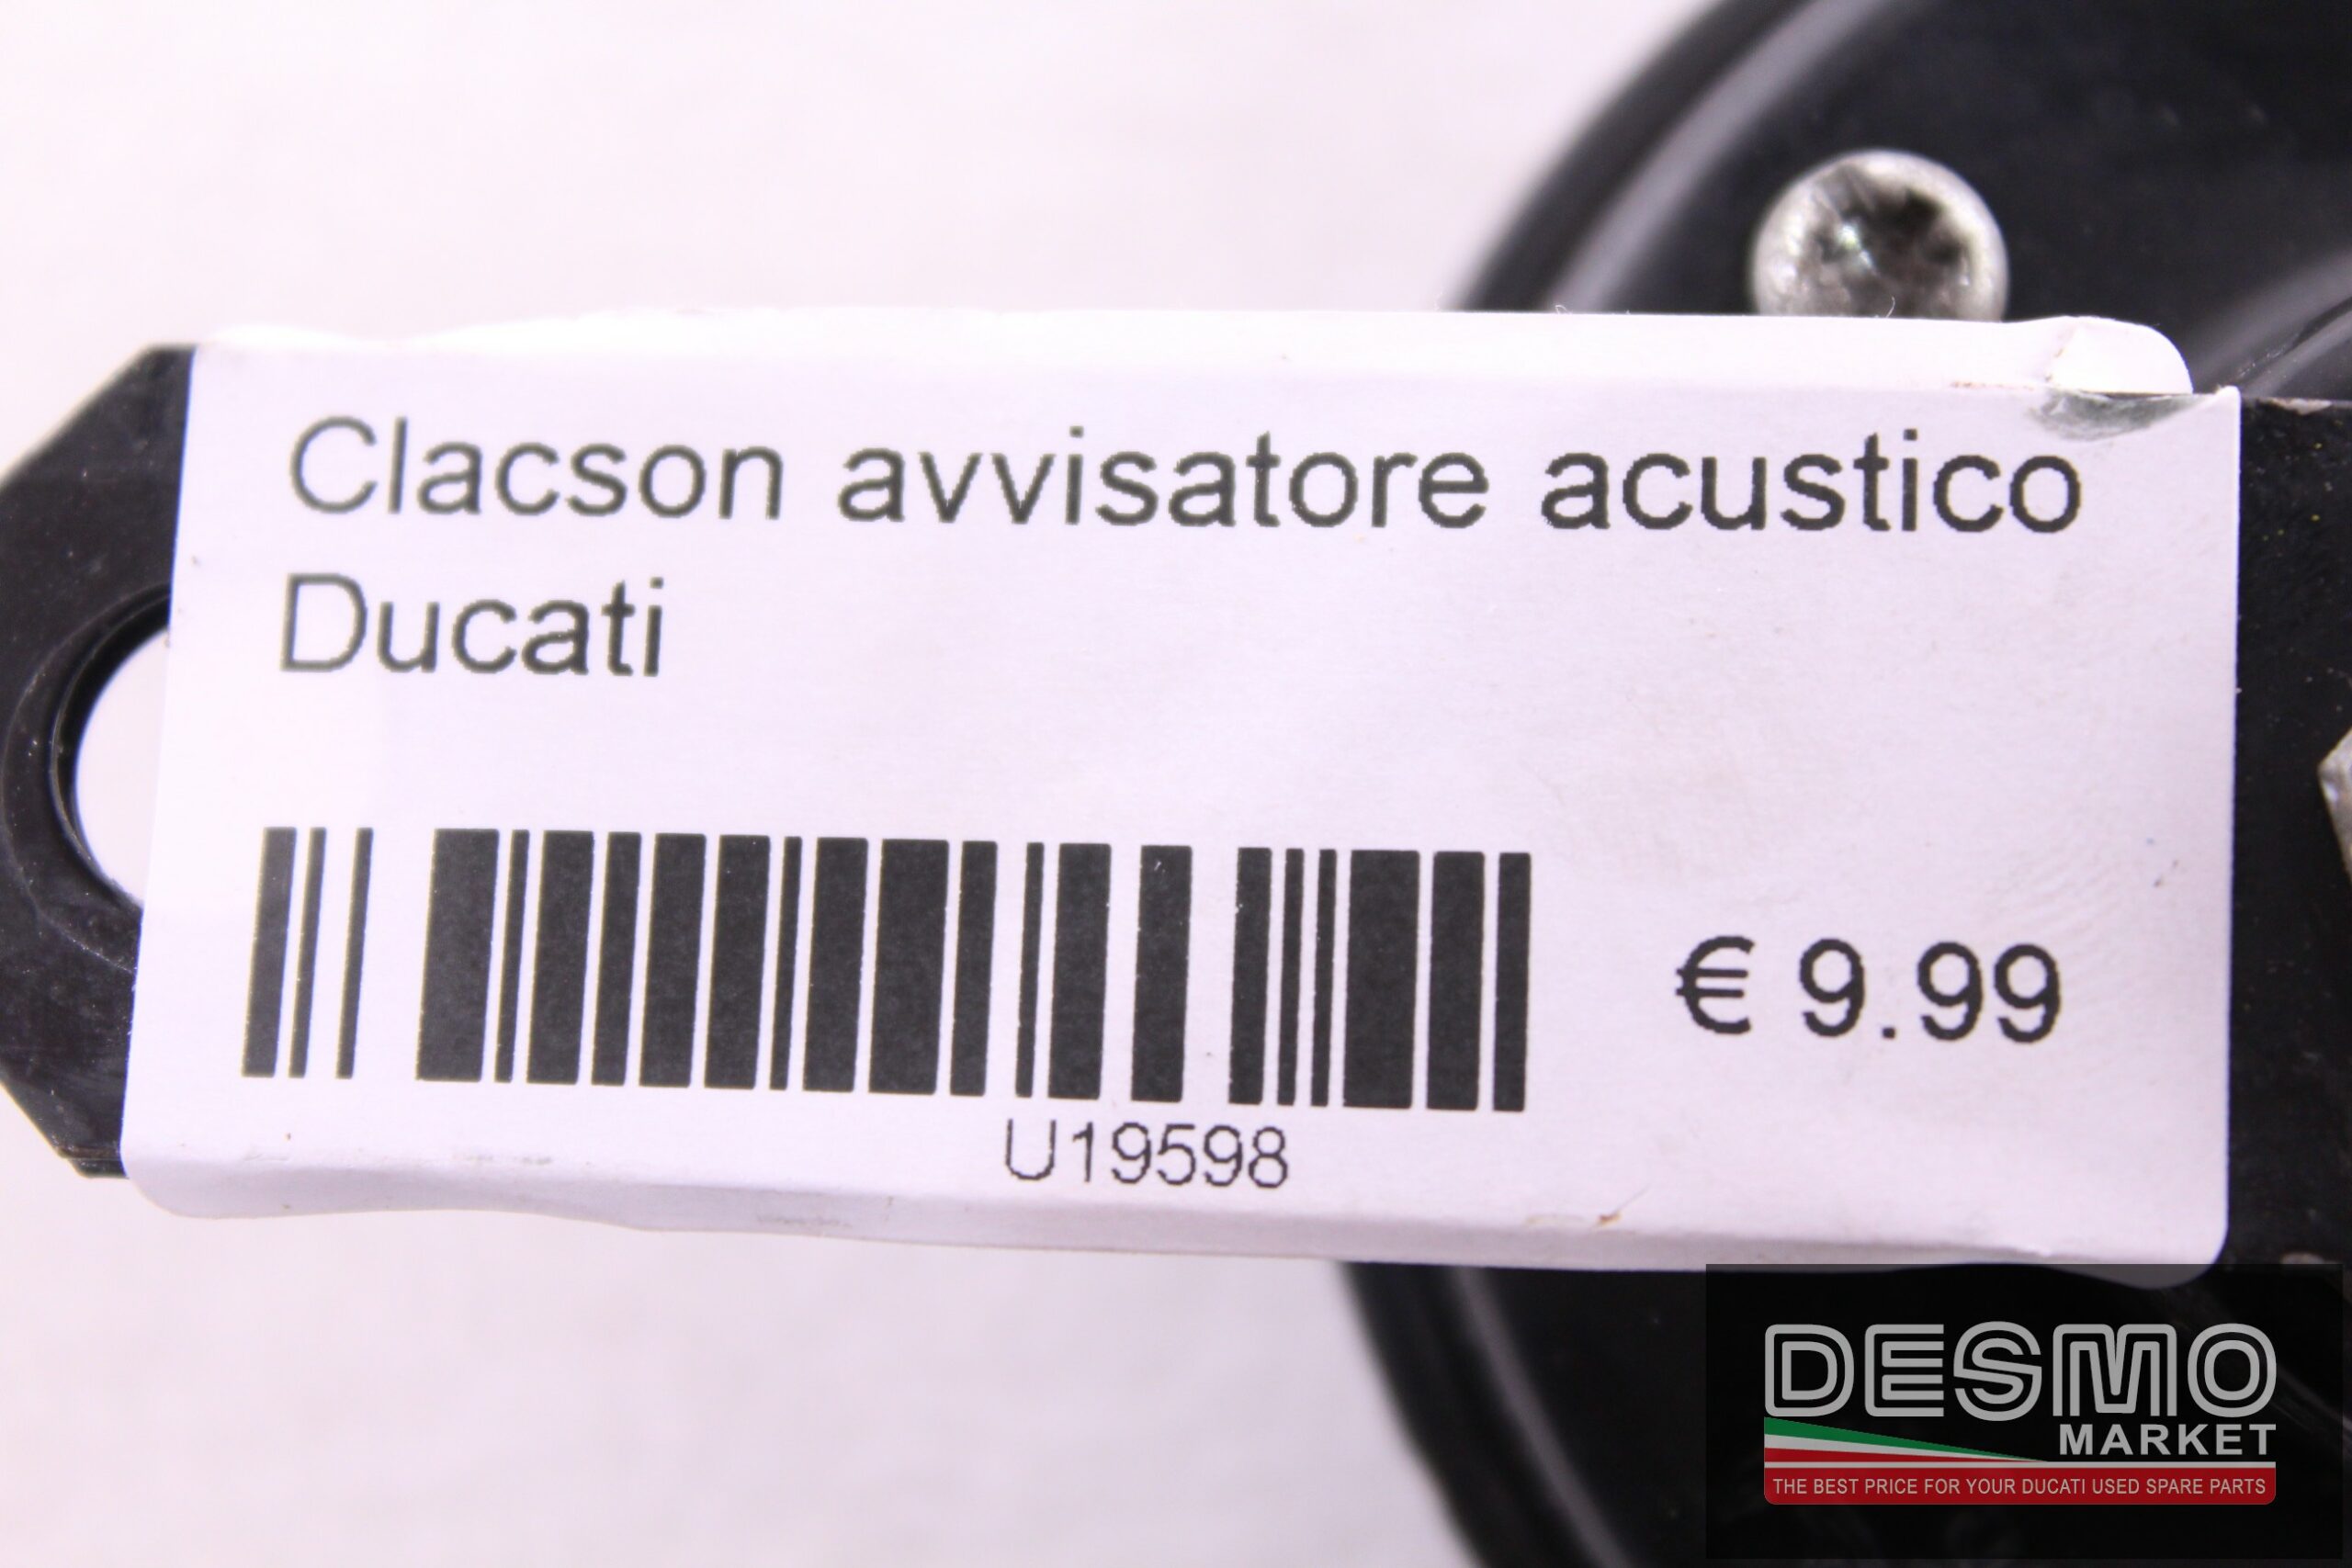 Clacson avvisatore acustico
Ducati
€ 9.99
U19598
DESMO
MARKET
THE BEST PRICE FOR YOUR DUCATI USED SPARE PARTS